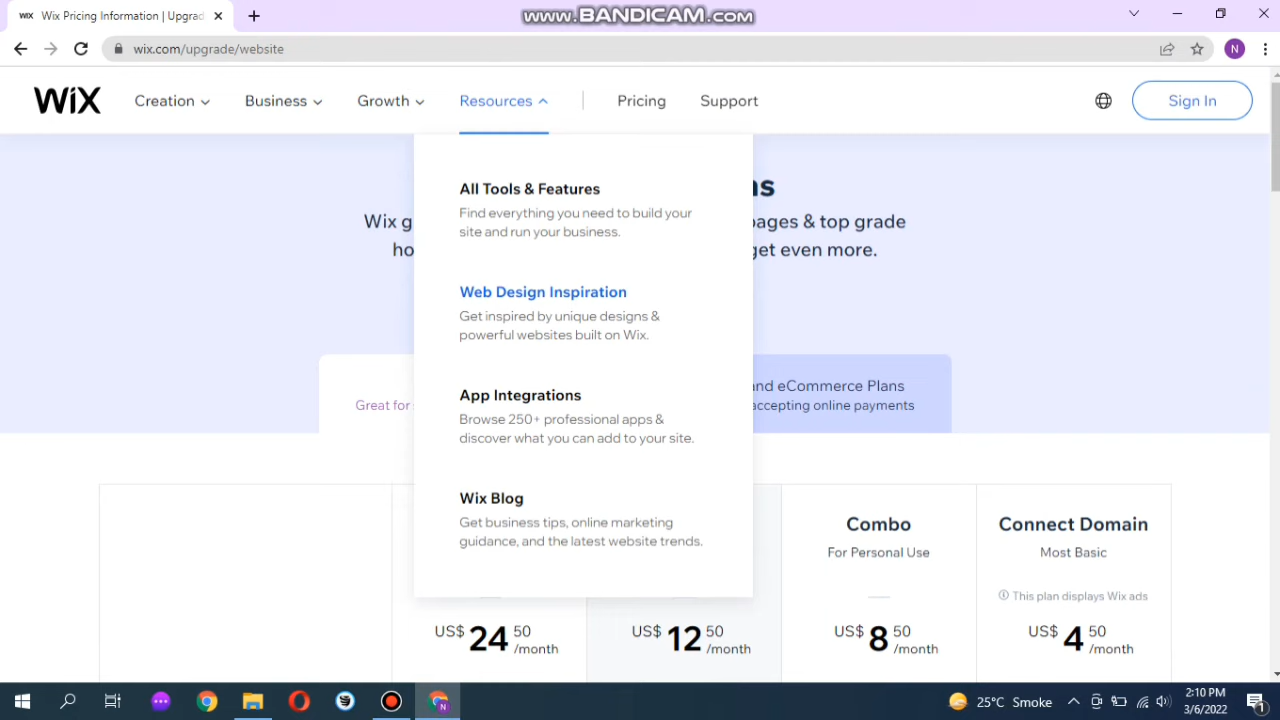 WIX Wix Pricing Information | Upgrad
www.BANDICAM.com
wix.com/upgrade/website
N
WiX
Creation
Business
Growth
Resources
Pricing
Support
Sign In
All Tools & Features
Find everything you need to build your
site and run your business.
Web Design Inspiration
Get inspired by unique designs &
powerful websites built on Wix.
App Integrations
Browse 250+ professional apps &
discover what you can add to your site.
Wix Blog
Get business tips, online marketing
guidance, and the latest website trends.
Wix g
pages & top grade
ho
get even more.
Great for
and eCommerce Plans
accepting online payments
US$ 24 50 /month
US$ 12 50 /month
Combo
For Personal Use
US$ 8 50 /month
Connect Domain
Most Basic
This plan displays Wix ads
US$ 4 50 /month
N
25°C Smoke
2:10 PM
3/6/2022
1